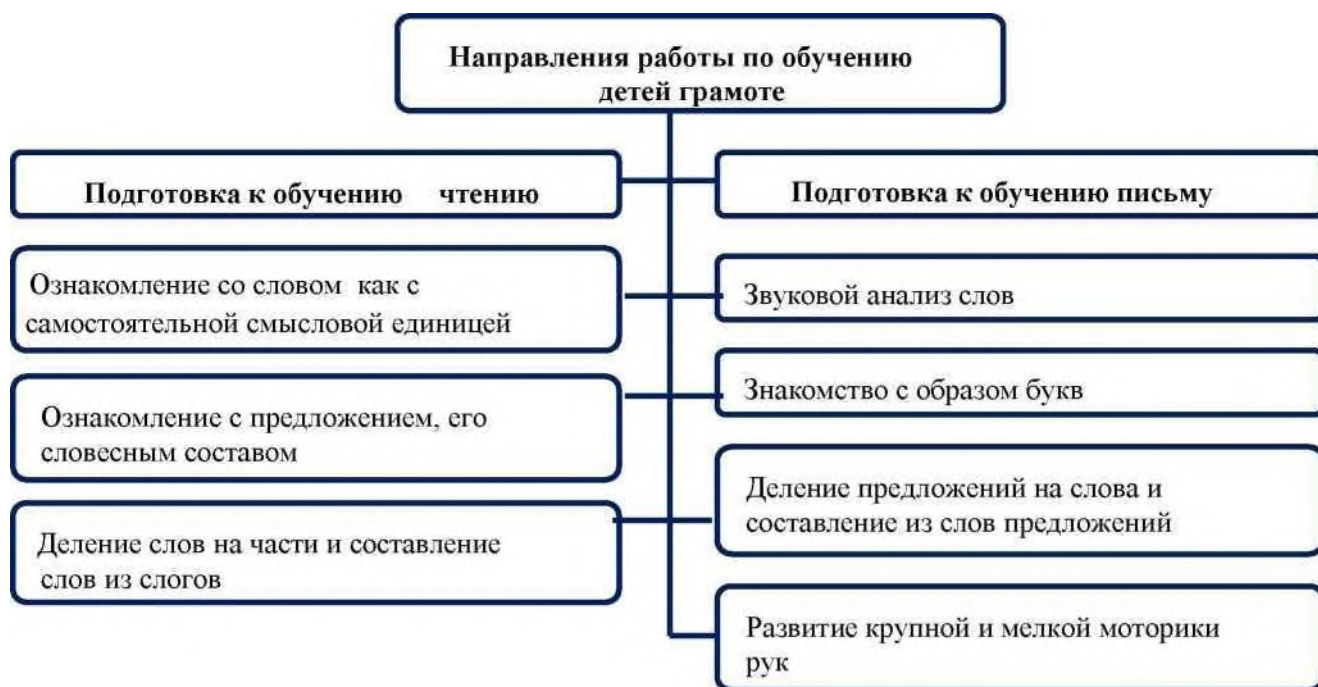 Направления работы по обучению
детей грамоте
Подготовка к обучению чтению
Ознакомление со словом как с
самостоятельной смысловой единицей
Ознакомление с предложением, его
словесным составом
Деление слов на части и составление
слов из слогов
Подготовка к обучению письму
Звуковой анализ слов
Знакомство с образом букв
Деление предложений на слова и
составление из слов предложений
Развитие крупной и мелкой моторики
рук